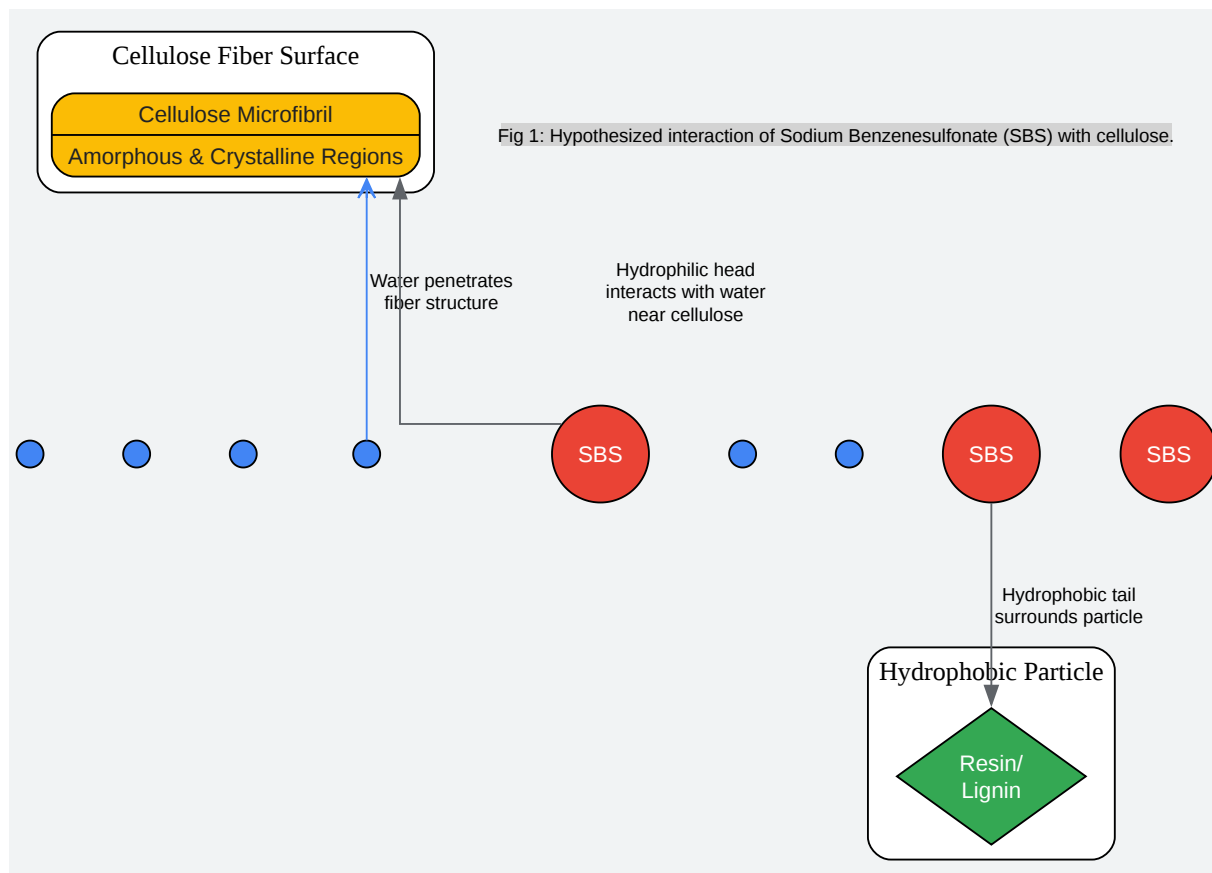 Cellulose Fiber Surface
Cellulose Microfibril
Amorphous & Crystalline Regions
Fig 1: Hypothesized interaction of Sodium Benzenesulfonate (SBS) with cellulose.
Water penetrates
fiber structure
Hydrophilic head
interacts with water
near cellulose
SBS
SBS
SBS
Hydrophobic tail
surrounds particle
Hydrophobic Particle
Resin/
Lignin